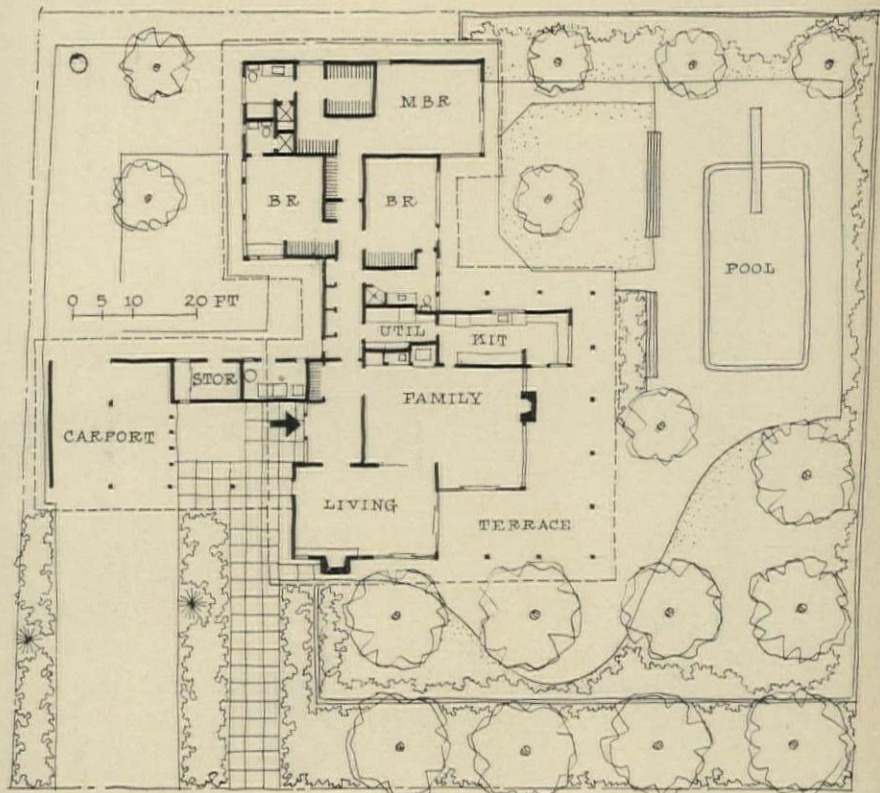 MBR
BR
BR
POOL
0 5 10 20 FT
UTIL
KIT
STOR
FAMILY
CARPORT
LIVING
TERRACE